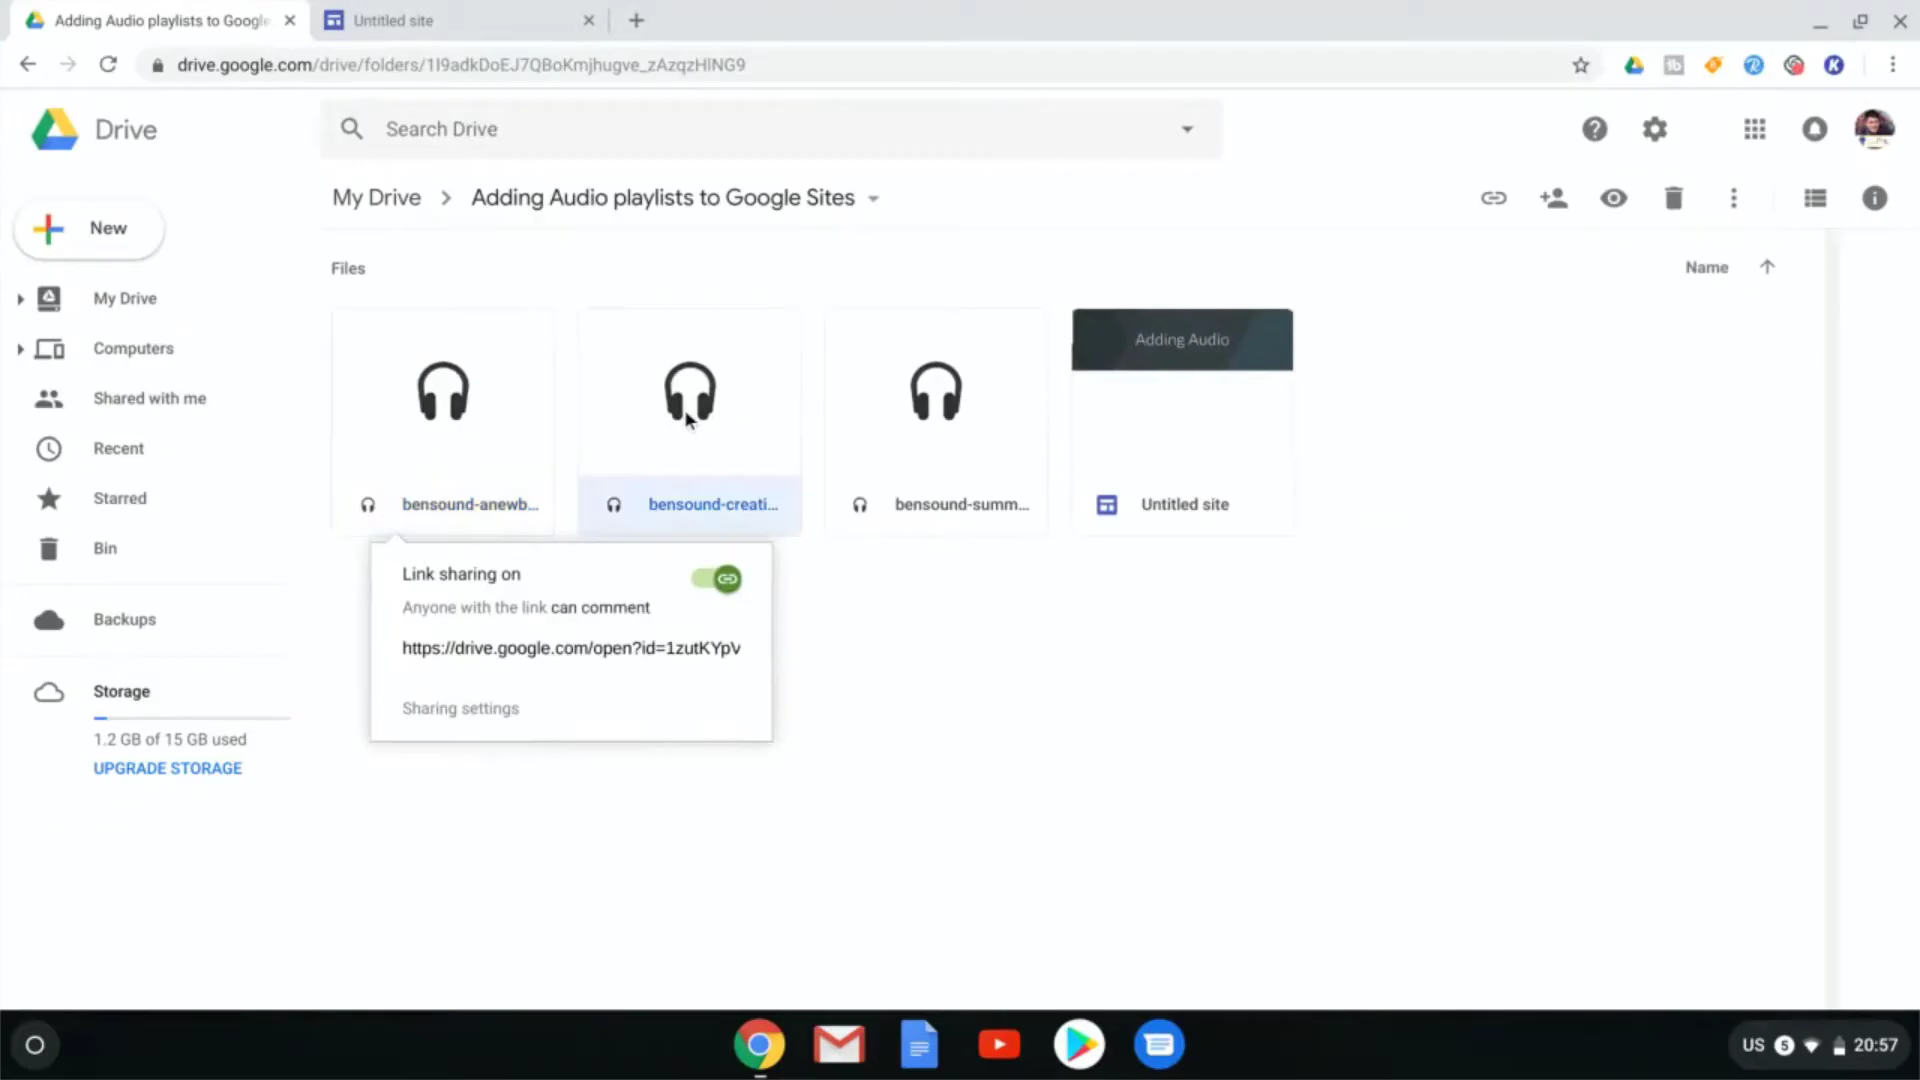 Adding Audio playlists to Google
Untitled site
drive.google.com/drive/folders/1I9adkDoEJ7QBoKmjhugve_zAzqzHlNG9
Drive
Search Drive
My Drive
Adding Audio playlists to Google Sites
New
Files
Name
My Drive
Computers
Shared with me
Recent
Starred
Bin
Backups
Storage
1.2 GB of 15 GB used
UPGRADE STORAGE
Adding Audio
bensound-anewb...
bensound-creati...
bensound-summ...
Untitled site
Link sharing on
Anyone with the link can comment
https://drive.google.com/open?id=1zutKYpV
Sharing settings
US 5 20:57